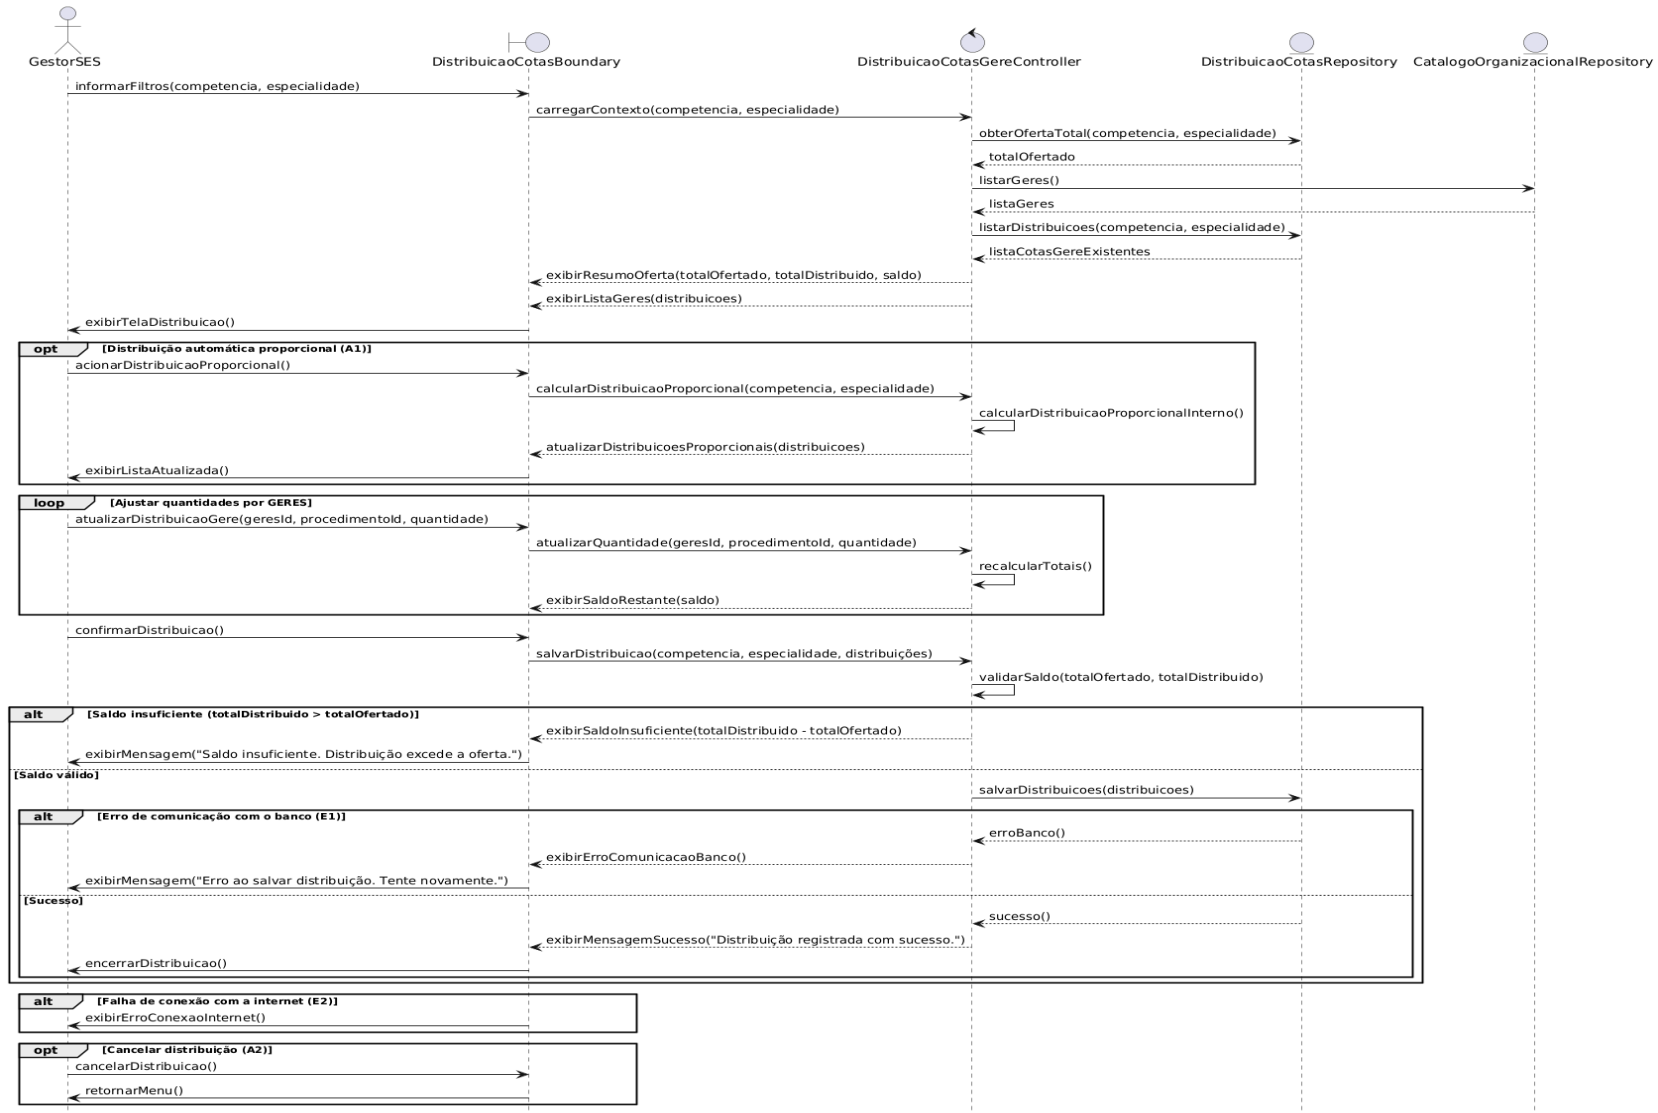 GestorSES DistribuicaoCotasBoundary DistribuicaoCotasGereController DistribuicaoCotasRepository CatalogoOrganizacionalRepository
informarFiltros(competencia, especialidade)
carregarContexto(competencia, especialidade)
obterOfertaTotal(competencia, especialidade)
totalOfertado
listarGeres()
listaGeres
listarDistribuicoes(competencia, especialidade)
listaCotasGereExistentes
exibirResumoOferta(totalOfertado, totalDistribuido, saldo)
exibirListaGeres(distribuicoes)
exibirTelaDistribuicao()
opt [Distribuição automática proporcional (A1)]
acionarDistribuicaoProporcional()
calcularDistribuicaoProporcional(competencia, especialidade)
calcularDistribuicaoProporcionalInterno()
atualizarDistribuicoesProporcionais(distribuicoes)
exibirListaAtualizada()
loop [Ajustar quantidades por GERES]
atualizarDistribuicaoGere(geresId, procedimentoId, quantidade)
atualizarQuantidade(geresId, procedimentoId, quantidade)
recalcularTotais()
exibirSaldoRestante(saldo)
confirmarDistribuicao()
salvarDistribuicao(competencia, especialidade, distribuições)
validarSaldo(totalOfertado, totalDistribuido)
alt [Saldo insuficiente (totalDistribuido > totalOfertado)]
exibirSaldoInsuficiente(totalDistribuido - totalOfertado)
exibirMensagem("Saldo insuficiente. Distribuição excede a oferta.")
[Saldo válido]
salvarDistribuicoes(distribuicoes)
alt [Erro de comunicação com o banco (E1)]
erroBanco()
exibirErroComunicacaoBanco()
exibirMensagem("Erro ao salvar distribuição. Tente novamente.")
[Sucesso]
sucesso()
exibirMensagemSucesso("Distribuição registrada com sucesso.")
encerrarDistribuicao()
alt [Falha de conexão com a internet (E2)]
exibirErroConexaoInternet()
opt [Cancelar distribuição (A2)]
cancelarDistribuicao()
retornarMenu()